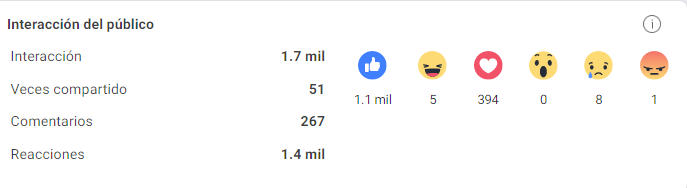 Interacción del público
Interacción 1.7 mil
Veces compartido 51
Comentarios 267
Reacciones 1.4 mil
1.1 mil 5 394 0 8 1